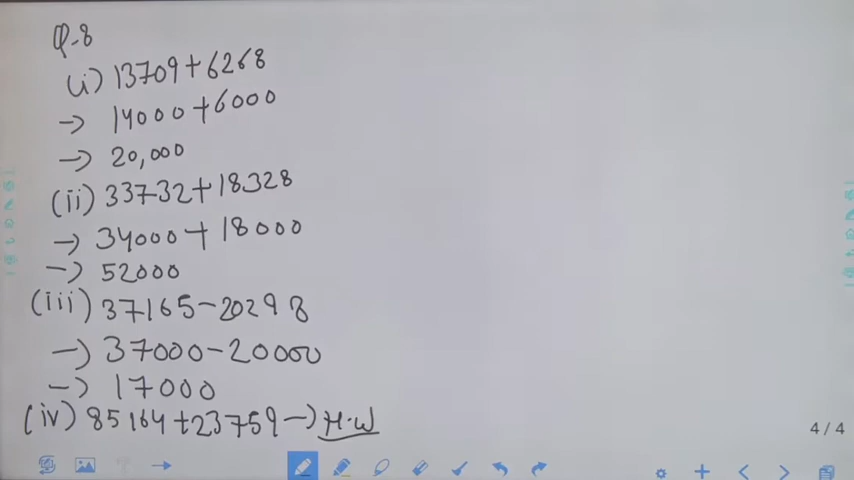 Q-8
(i) 13709+6268
→ 14000+6000
→ 20,000
(ii) 33732+18328
→ 34000+18000
→ 52000
(iii) 37165-20298
→ 37000-20000
→ 17000
(iv) 85164+23759→H.W
4/4